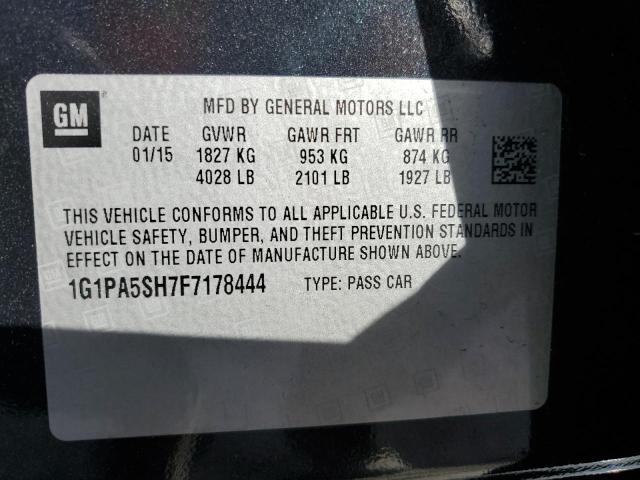 GM
MFD BY GENERAL MOTORS LLC
DATE GVWR GAWR FRT GAWR RR
01/15 1827 KG 953 KG 874 KG
4028 LB 2101 LB 1927 LB
THIS VEHICLE CONFORMS TO ALL APPLICABLE U.S. FEDERAL MOTOR
VEHICLE SAFETY, BUMPER, AND THEFT PREVENTION STANDARDS IN
EFFECT ON THE DATE OF MANUFACTURE SHOWN ABOVE.
1G1PA5SH7F7178444 TYPE: PASS CAR